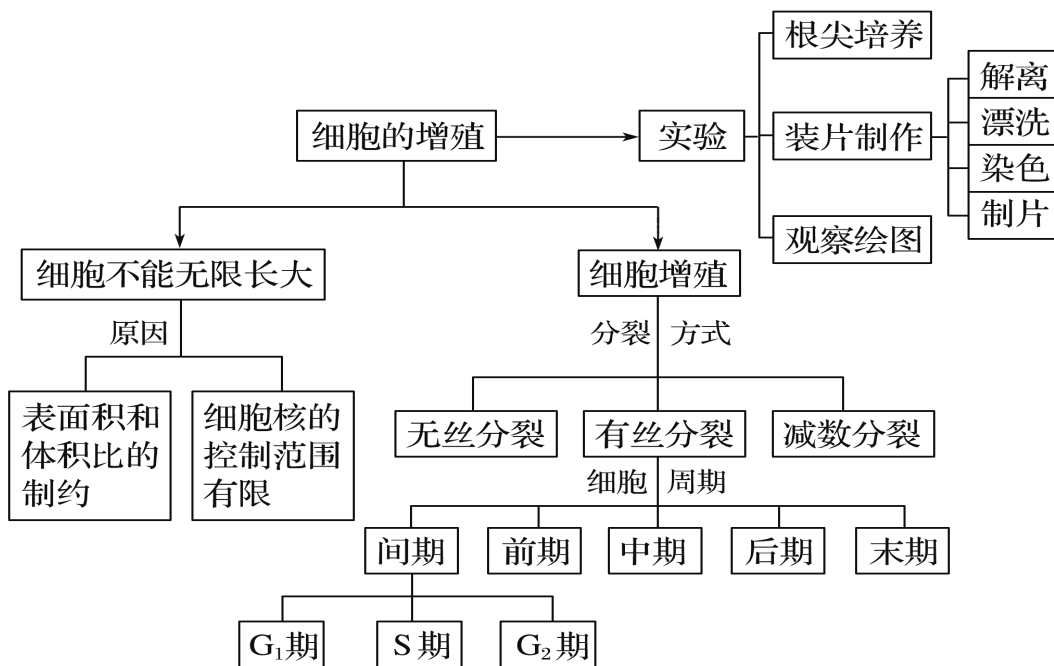 细胞的增殖
实验
根尖培养
装片制作
观察绘图
解离
漂洗
染色
制片
细胞不能无限长大
原因
表面积和
体积比的
制约
细胞核的
控制范围
有限
细胞增殖
分裂 方式
无丝分裂
有丝分裂
减数分裂
细胞 周期
间期
前期
中期
后期
末期
G₁期
S期
G₂期